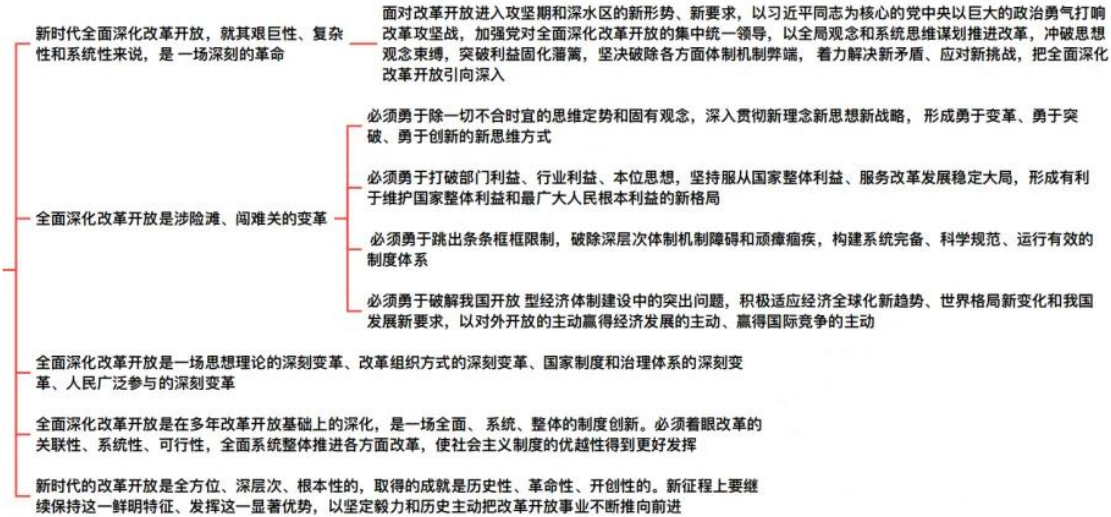 新时代全面深化改革开放，就其艰巨性、复杂
性和系统性来说，是 一场深刻的革命
面对改革开放进入攻坚期和深水区的新形势、新要求，以习近平同志为核心的党中央以巨大的政治勇气打响
改革攻坚战，加强党对全面深化改革开放的集中统一领导，以全局观念和系统思维谋划推进改革，冲破思想
观念束缚，突破利益固化藩篱，坚决破除各方面体制机制弊端， 着力解决新矛盾、应对新挑战，把全面深化
改革开放引向深入
全面深化改革开放是涉险滩、闯难关的变革
必须勇于除一切不合时宜的思维定势和固有观念，深入贯彻新理念新思想新战略， 形成勇于变革、勇于突
破、勇于创新的新思维方式
必须勇于打破部门利益、行业利益、本位思想，坚持服从国家整体利益、服务改革发展稳定大局，形成有利
于维护国家整体利益和最广大人民根本利益的新格局
必须勇于跳出条条框框限制，破除深层次体制机制障碍和顽瘴痼疾，构建系统完备、科学规范、运行有效的
制度体系
必须勇于破解我国开放 型经济体制建设中的突出问题，积极适应经济全球化新趋势、世界格局新变化和我国
发展新要求，以对外开放的主动赢得经济发展的主动、赢得国际竞争的主动
全面深化改革开放是一场思想理论的深刻变革、改革组织方式的深刻变革、国家制度和治理体系的深刻变
革、人民广泛参与的深刻变革
全面深化改革开放是在多年改革开放基础上的深化，是一场全面、 系统、整体的制度创新。必须着眼改革的
关联性、系统性、可行性，全面系统整体推进各方面改革，使社会主义制度的优越性得到更好发挥
新时代的改革开放是全方位、深层次、根本性的，取得的成就是历史性、革命性、开创性的。新征程上要继
续保持这一鲜明特征、发挥这一显著优势，以坚定毅力和历史主动把改革开放事业不断推向前进